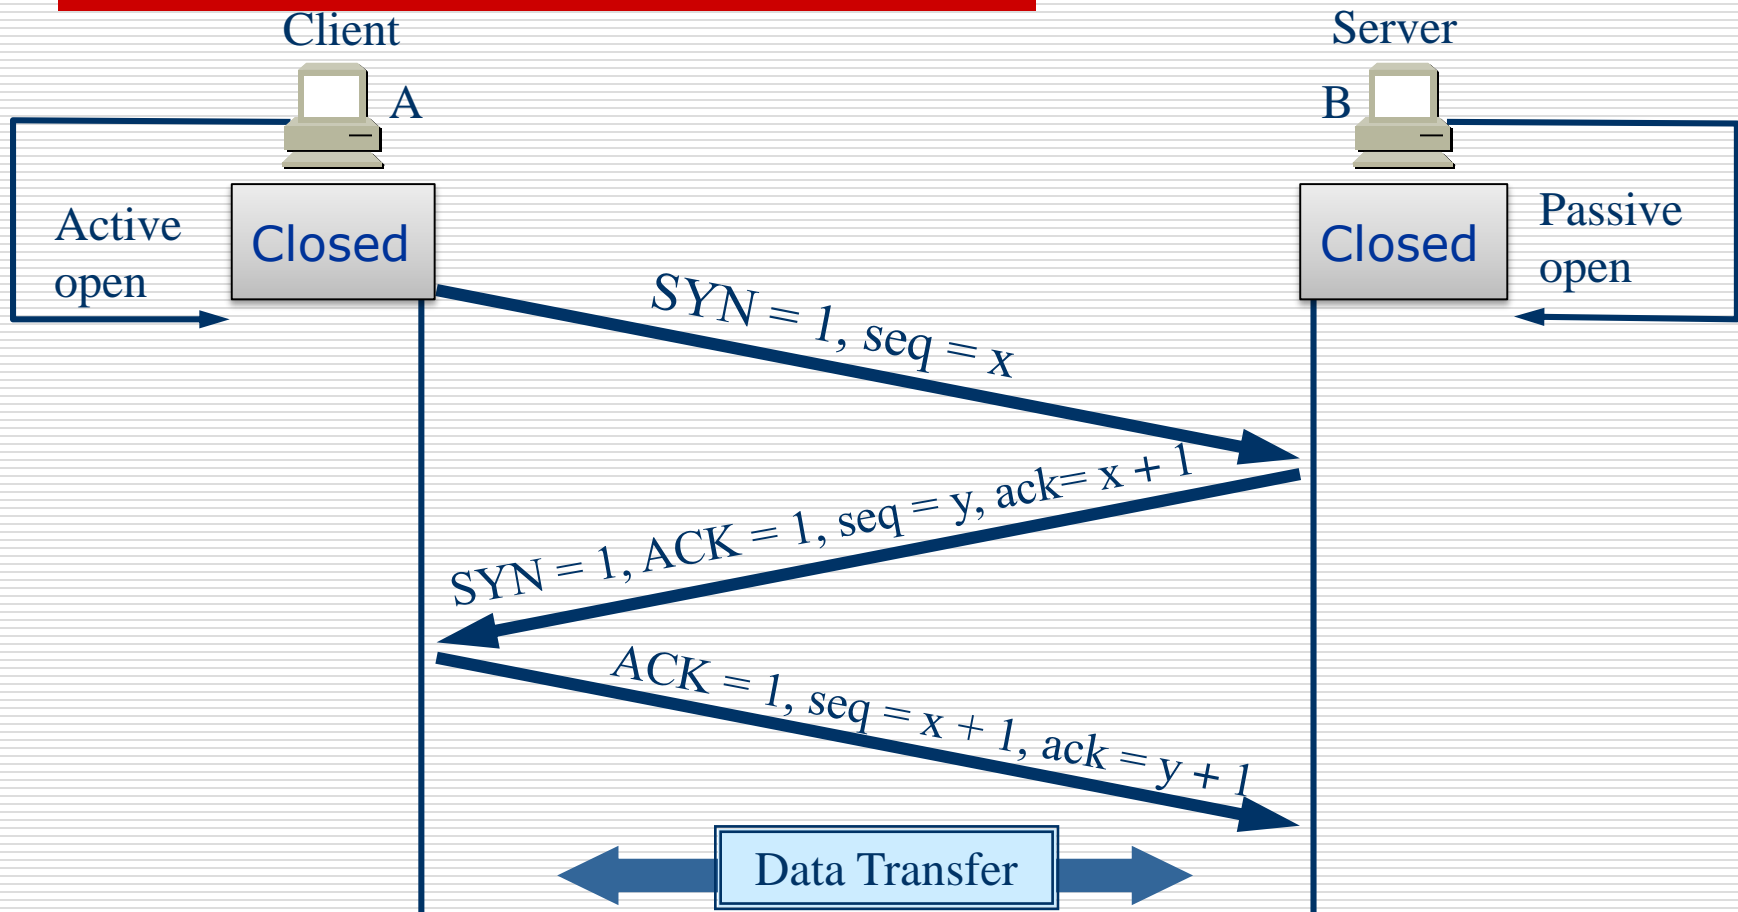 Client
Server
A
B
Active
open
Closed
Closed
Passive
open
SYN = 1, seq = x
SYN = 1, ACK = 1, seq = y, ack= x + 1
ACK = 1, seq = x + 1, ack = y + 1
Data Transfer